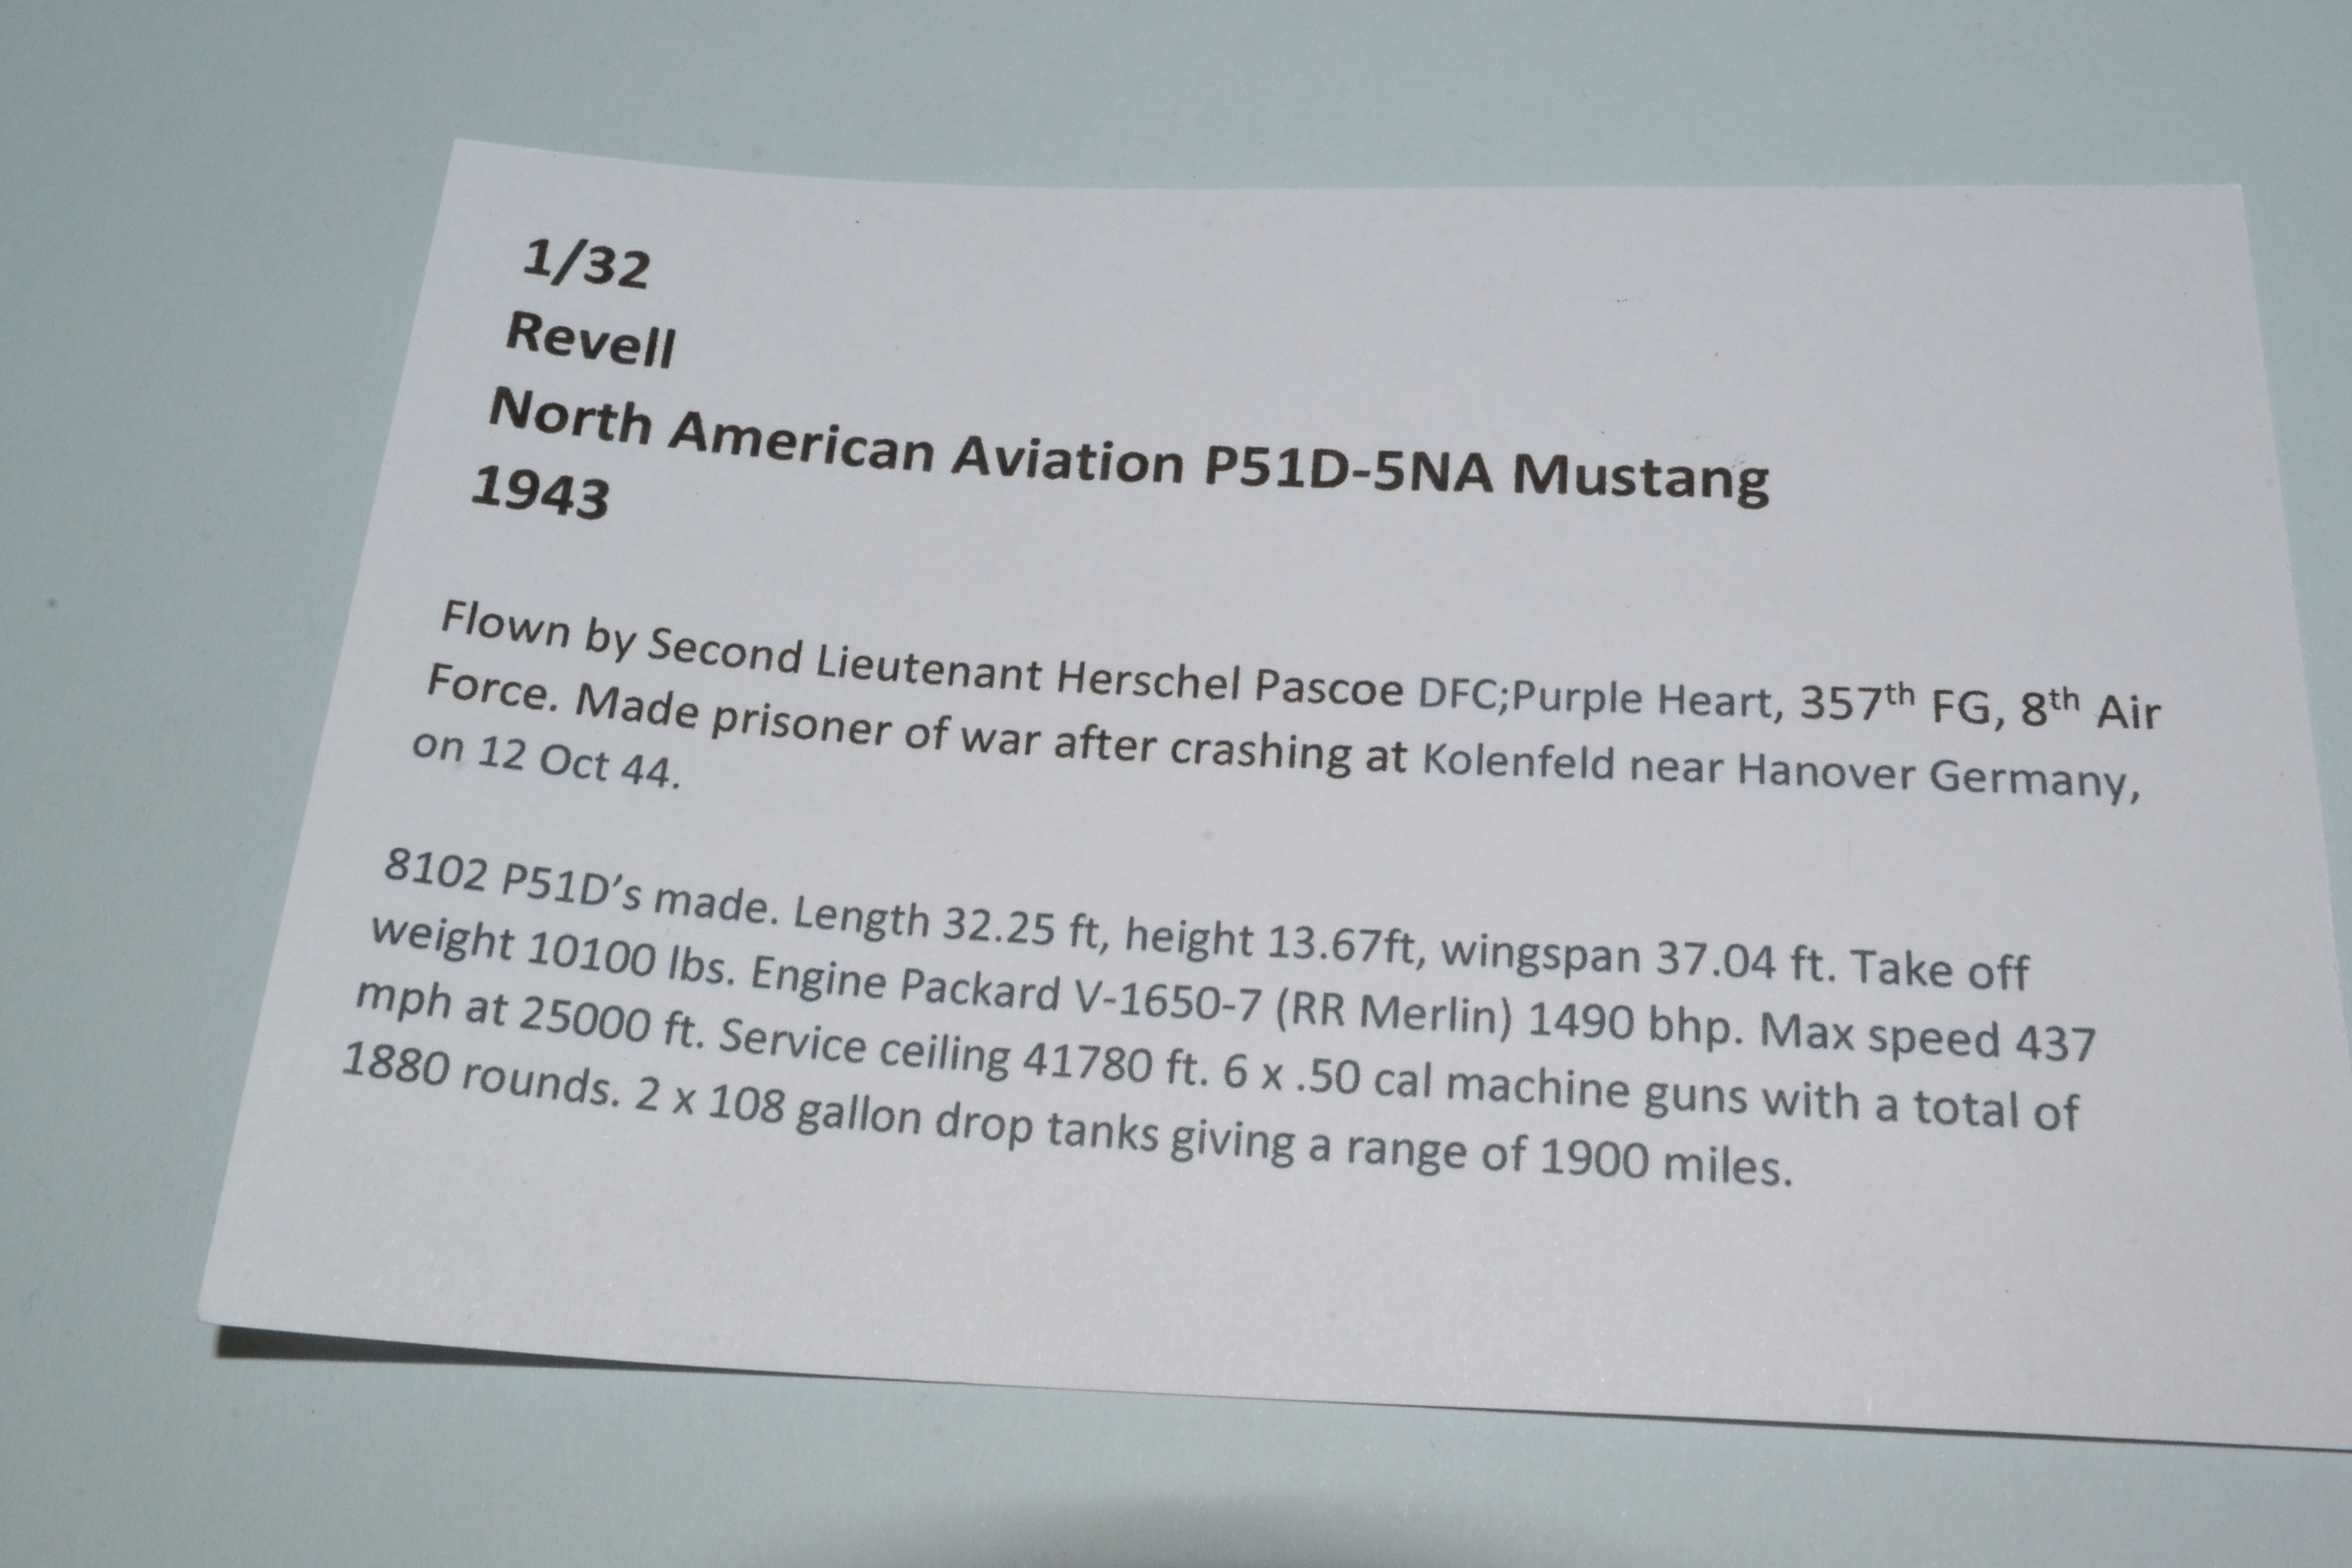 1/32
Revell
North American Aviation P51D-5NA Mustang
1943
Flown by Second Lieutenant Herschel Pascoe DFC;Purple Heart, 357th FG, 8th Air
Force. Made prisoner of war after crashing at Kolenfeld near Hanover Germany,
on 12 Oct 44.
8102 P51D’s made. Length 32.25 ft, height 13.67ft, wingspan 37.04 ft. Take off
weight 10100 lbs. Engine Packard V-1650-7 (RR Merlin) 1490 bhp. Max speed 437
mph at 25000 ft. Service ceiling 41780 ft. 6 x .50 cal machine guns with a total of
1880 rounds. 2 x 108 gallon drop tanks giving a range of 1900 miles.